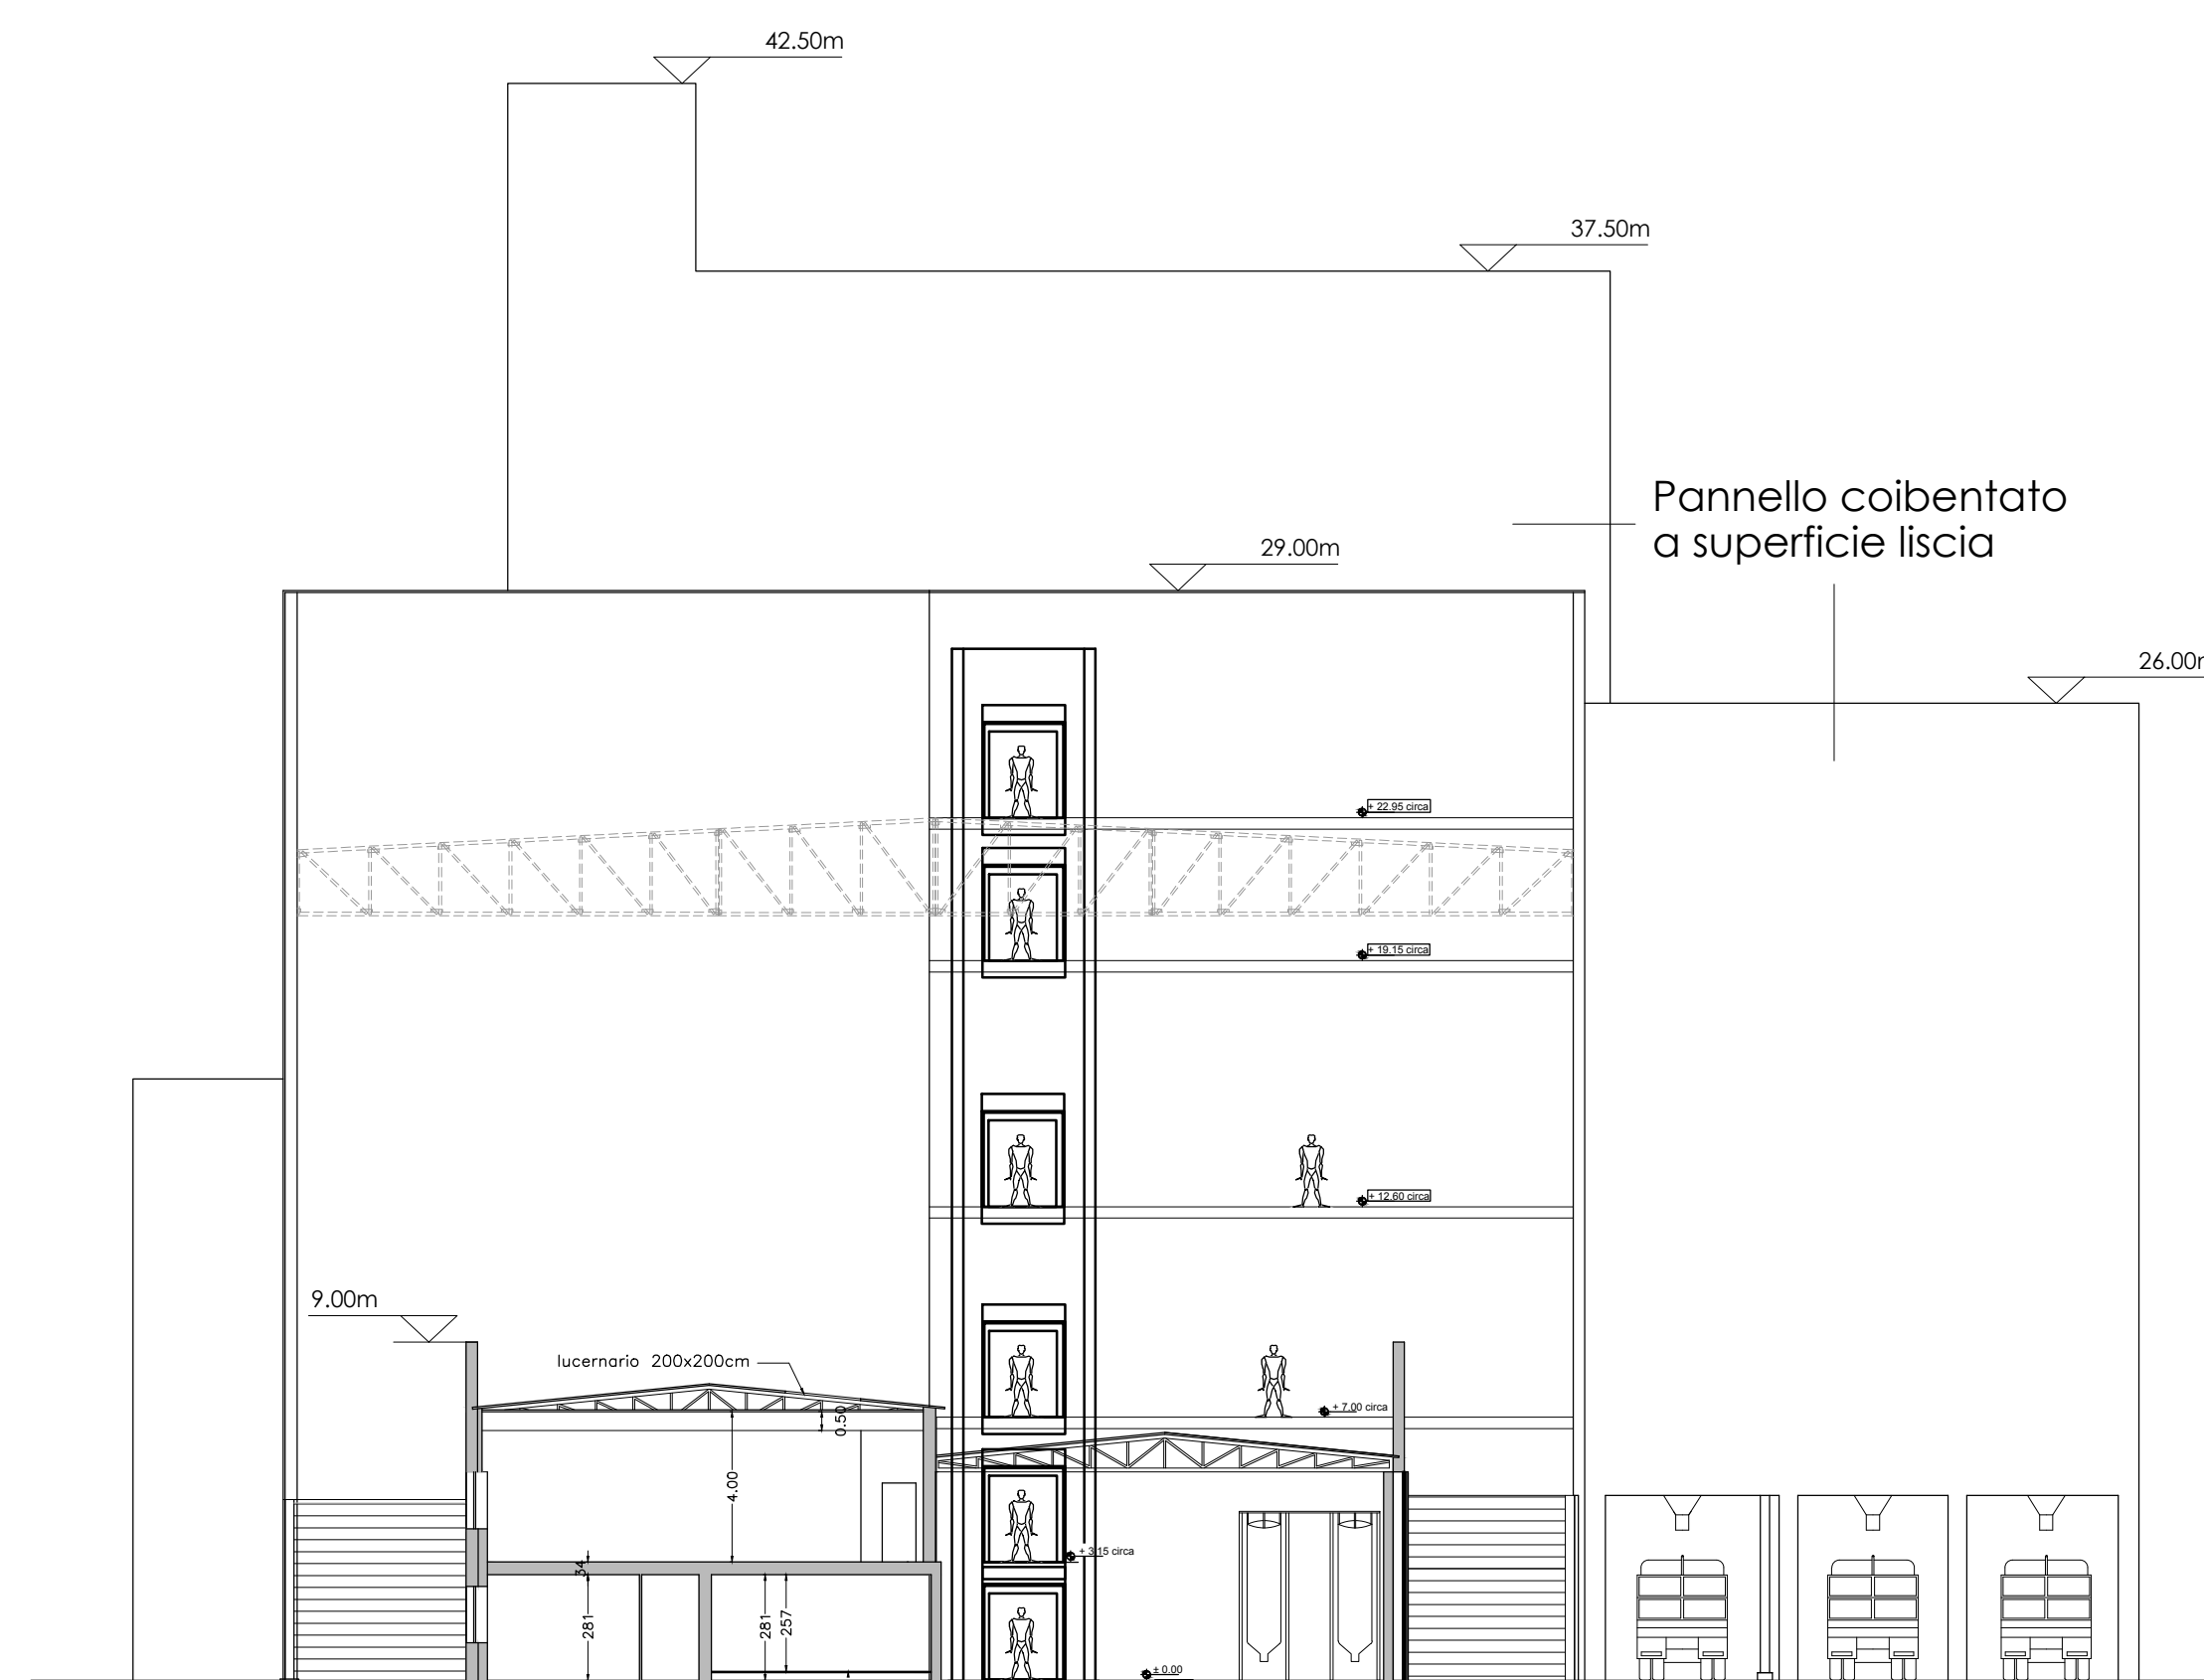 42.50m
37.50m
Pannello coibentato
a superficie liscia
29.00m
26.00
+ 22.95 circa
+ 19.15 circa
+ 12.60 circa
9.00m
lucernario 200x200cm
0.50
+ 7.00 circa
4.00
34
+ 3.15 circa
281
281
257
± 0.00